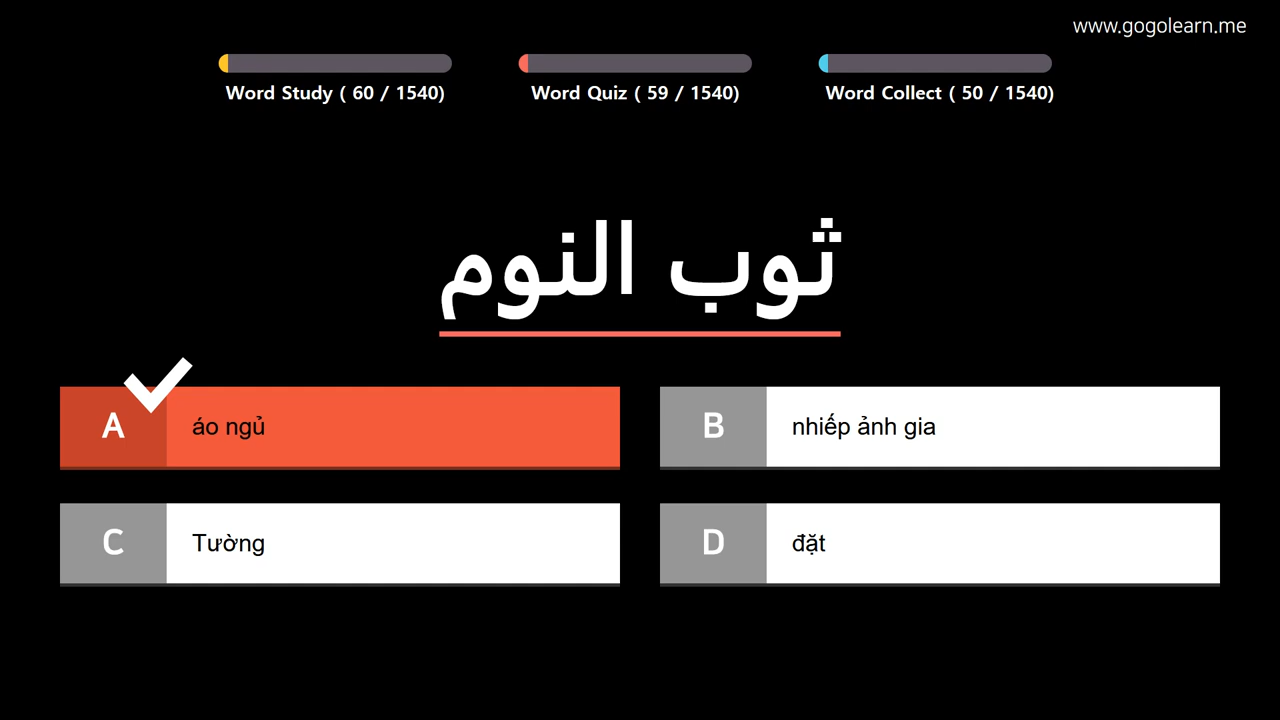 www.gogolearn.me
Word Study ( 60 / 1540)
Word Quiz ( 59 / 1540)
Word Collect ( 50 / 1540)
ثوب النوم
A
áo ngủ
B
nhiếp ảnh gia
C
Tường
D
đặt